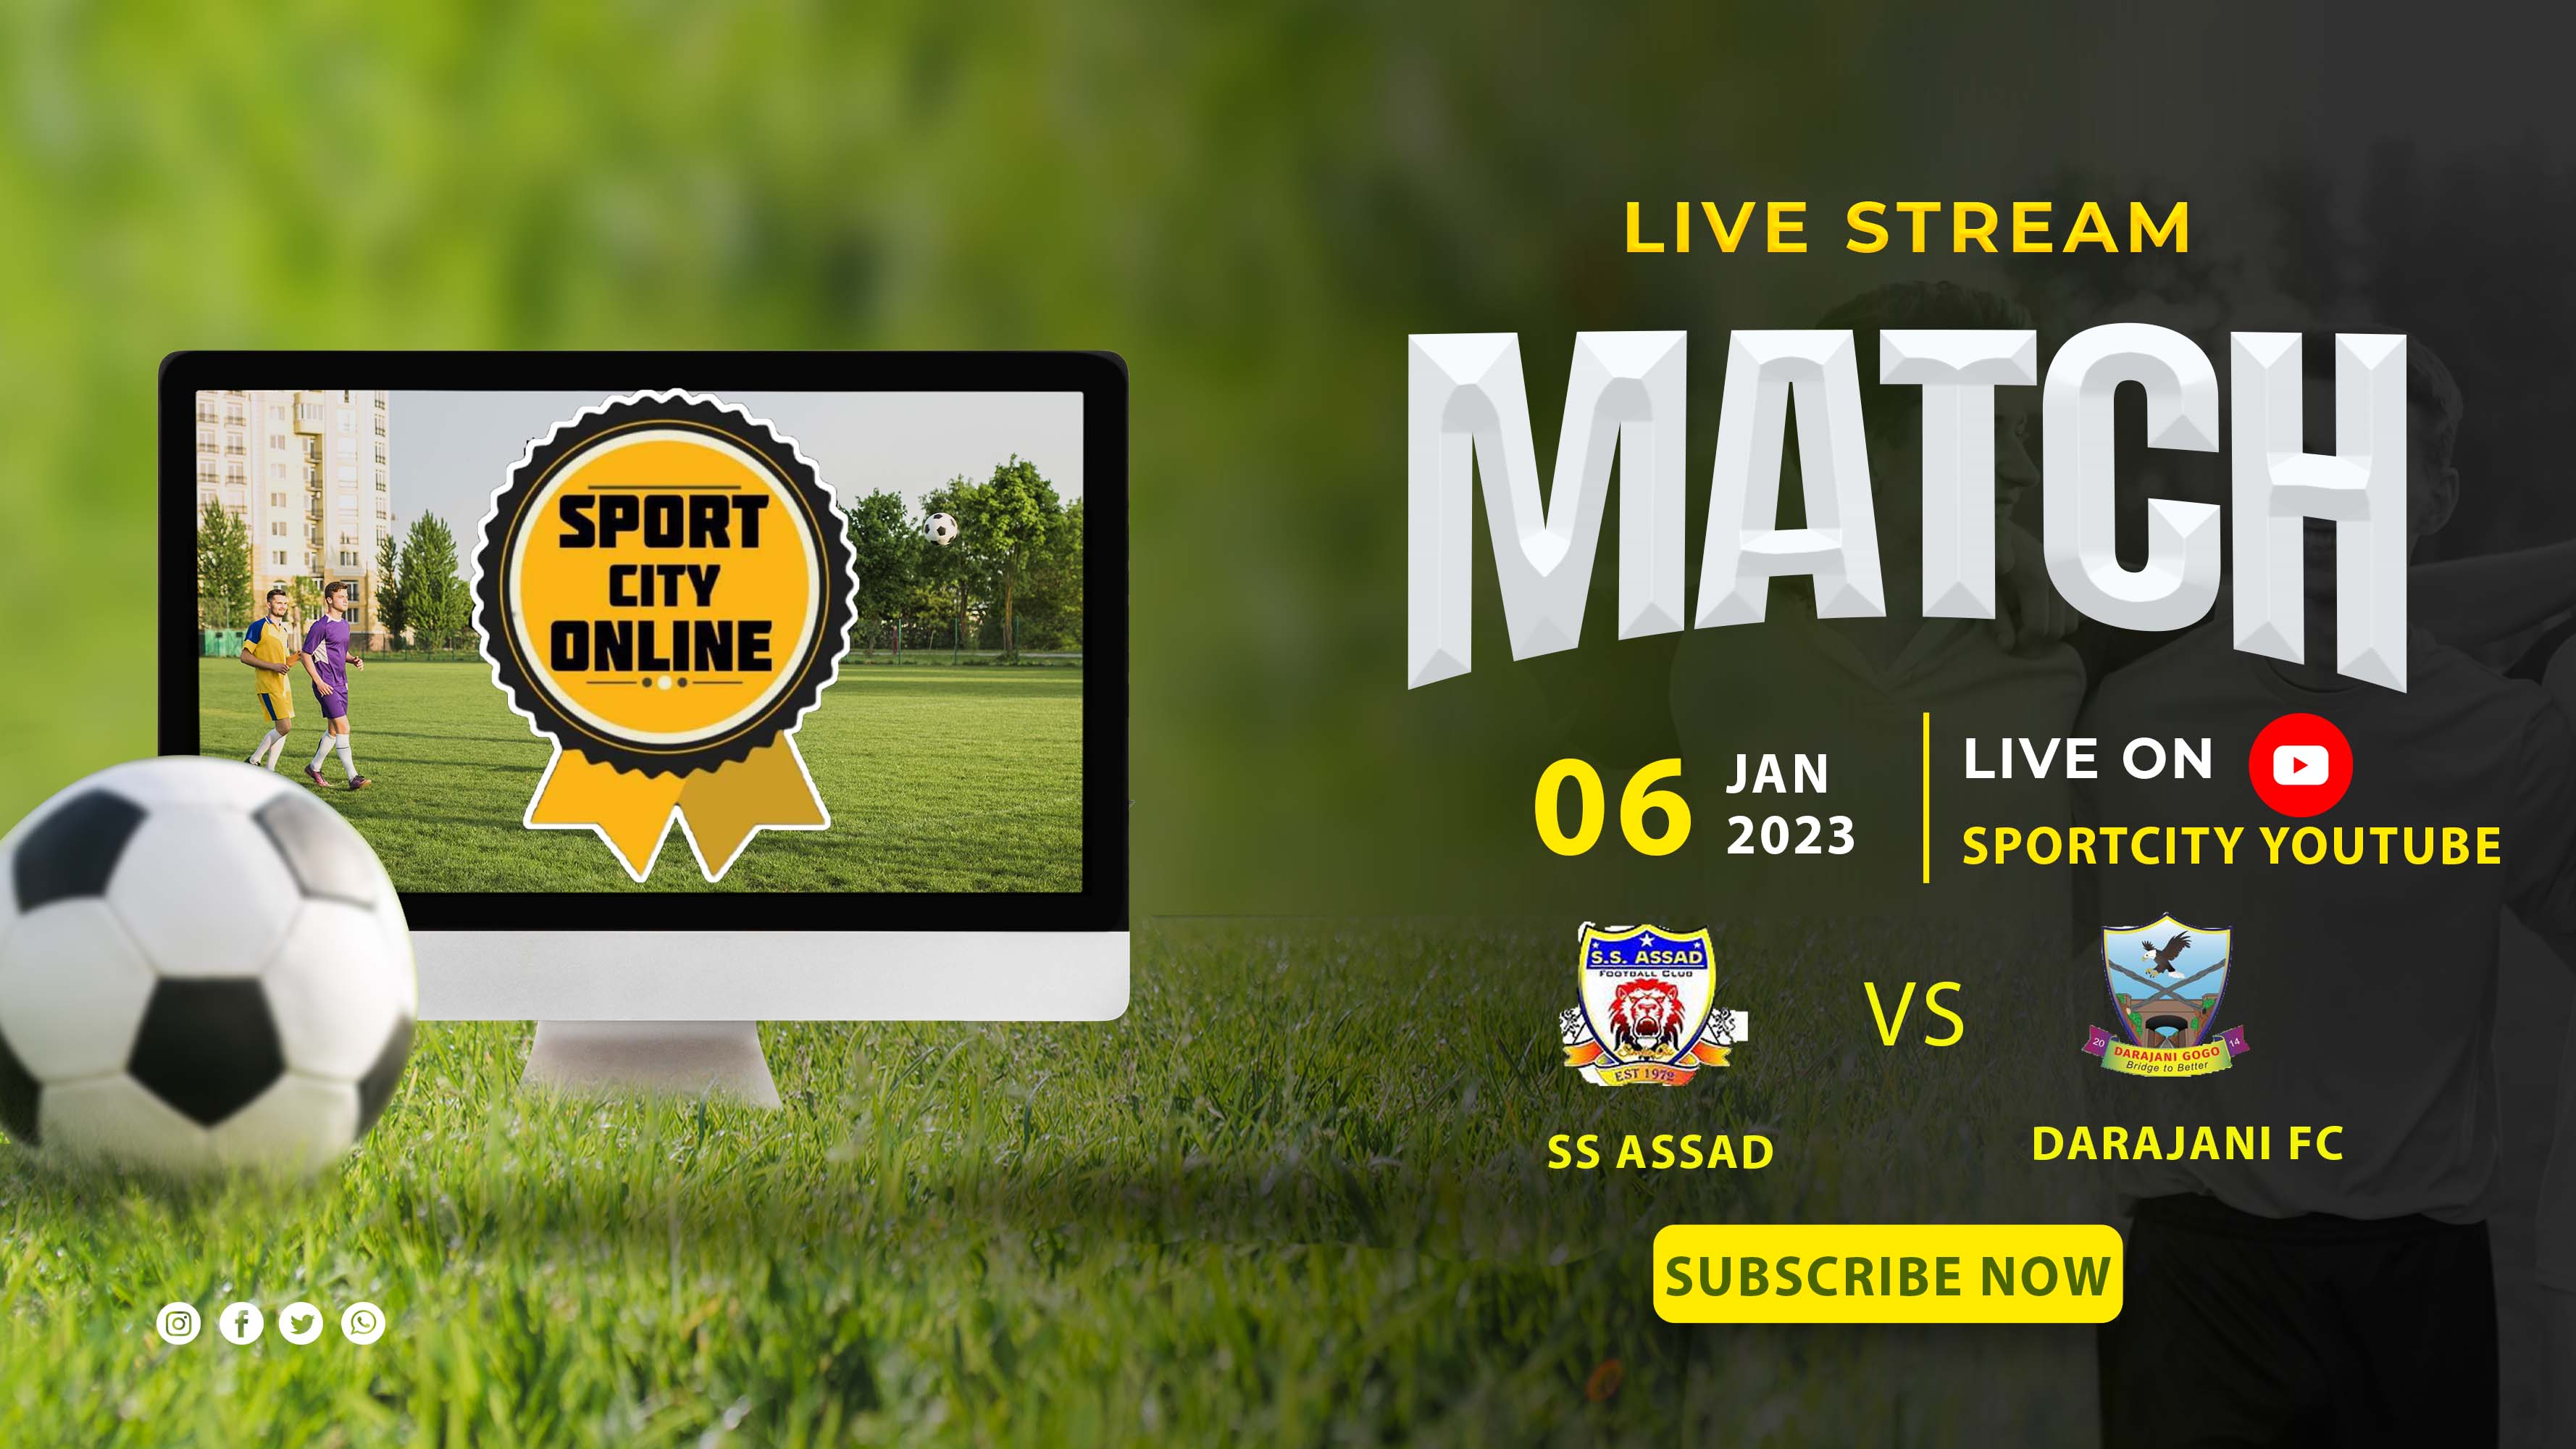 LIVE STREAM
MATCH
SPORT
CITY
ONLINE
06
JAN
2023
LIVE ON
SPORTCITY YOUTUBE
S.S. ASSAD
FOOTBALL CLUB
EST 1972
VS
20
14
DARAJANI GOGO
Bridge to Better
SS ASSAD
DARAJANI FC
SUBSCRIBE NOW